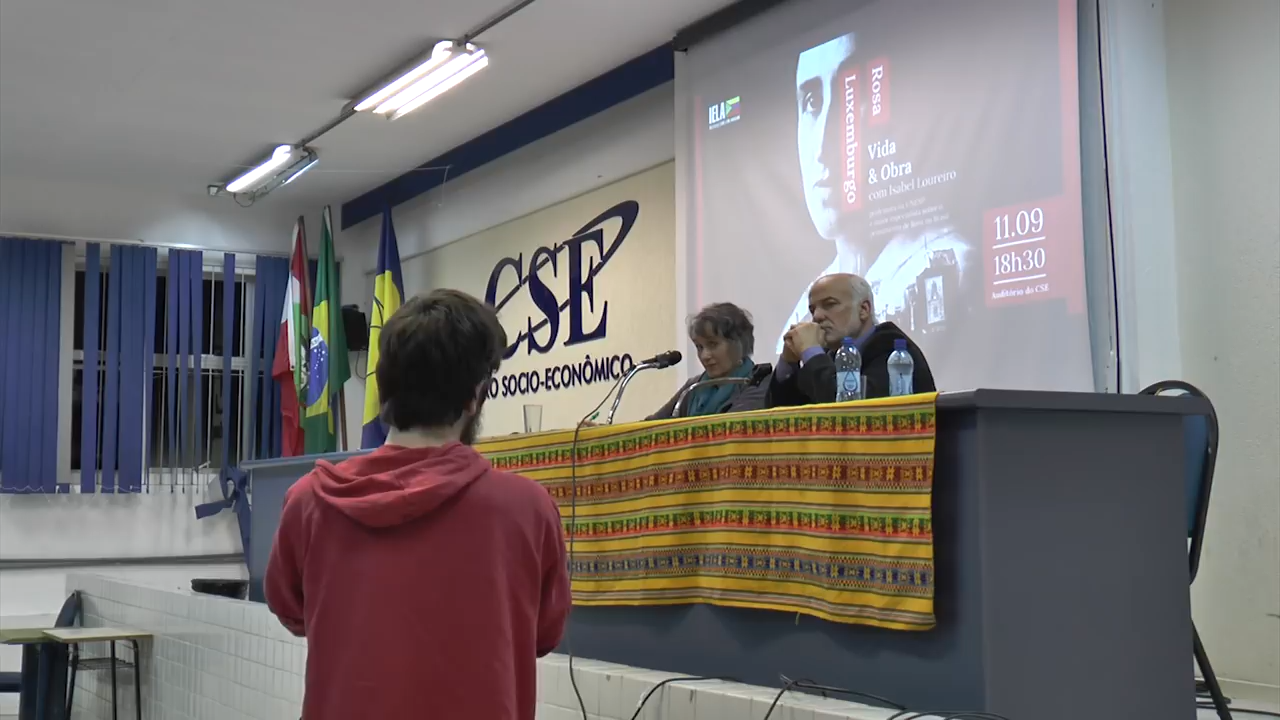 IELA
Rosa
Luxemburgo
Vida
& Obra
com Isabel Loureiro
11.09
18h30
Auditório do CSE
CSE
SOCIO-ECONÔMICO